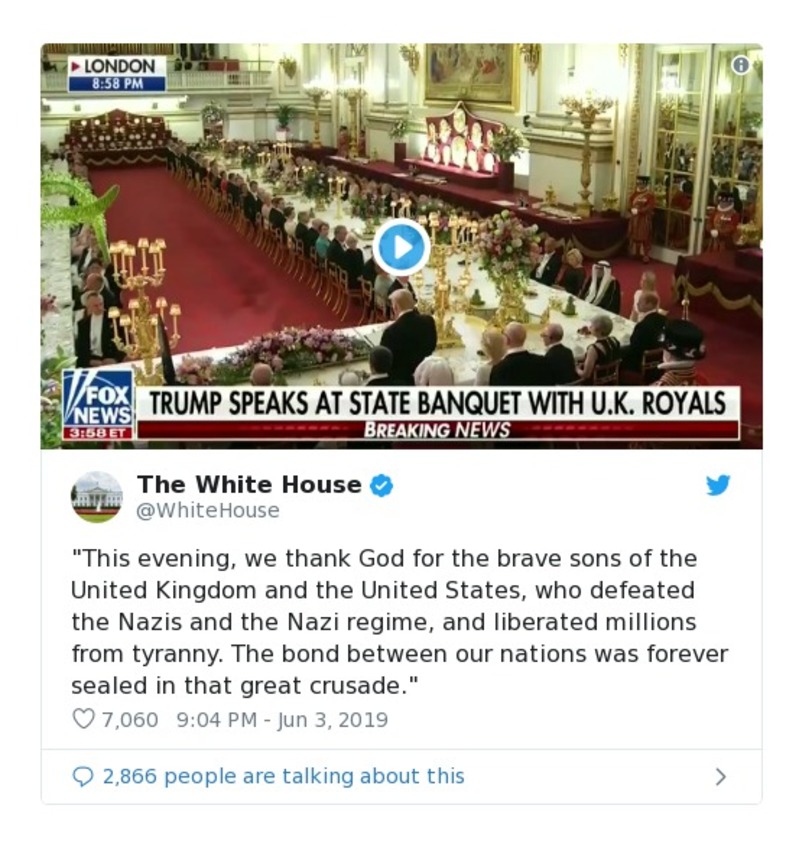 LONDON
8:58 PM
FOX
NEWS
3:58 ET
TRUMP SPEAKS AT STATE BANQUET WITH U.K. ROYALS
BREAKING NEWS
The White House
@WhiteHouse
"This evening, we thank God for the brave sons of the
United Kingdom and the United States, who defeated
the Nazis and the Nazi regime, and liberated millions
from tyranny. The bond between our nations was forever
sealed in that great crusade."
7,060 9:04 PM - Jun 3, 2019
2,866 people are talking about this